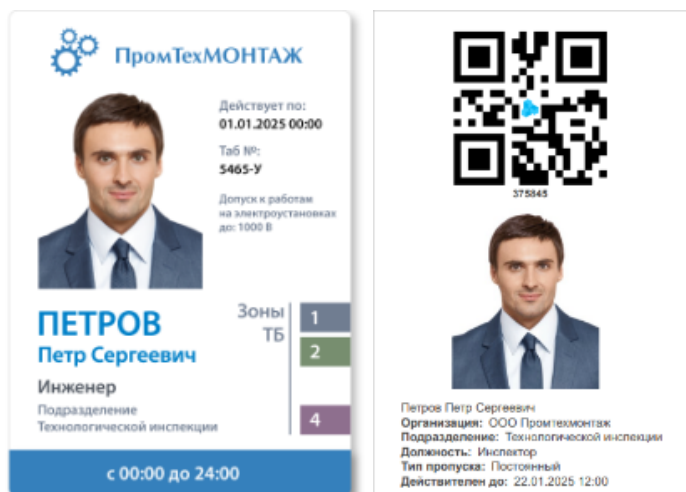 ПромТехМОНТАЖ
Действует по:
01.01.2025 00:00
Таб №:
5465-У
Допуск к работам
на электроустановках
до: 1000 В
ПЕТРОВ
Петр Сергеевич
Инженер
Подразделение
Технологической инспекции
Зоны
ТБ
1
2
4
с 00:00 до 24:00
375845
Петров Петр Сергеевич
Организация: ООО Промтехмонтаж
Подразделение: Технологической инспекции
Должность: Инспектор
Тип пропуска: Постоянный
Действителен до: 22.01.2025 12:00